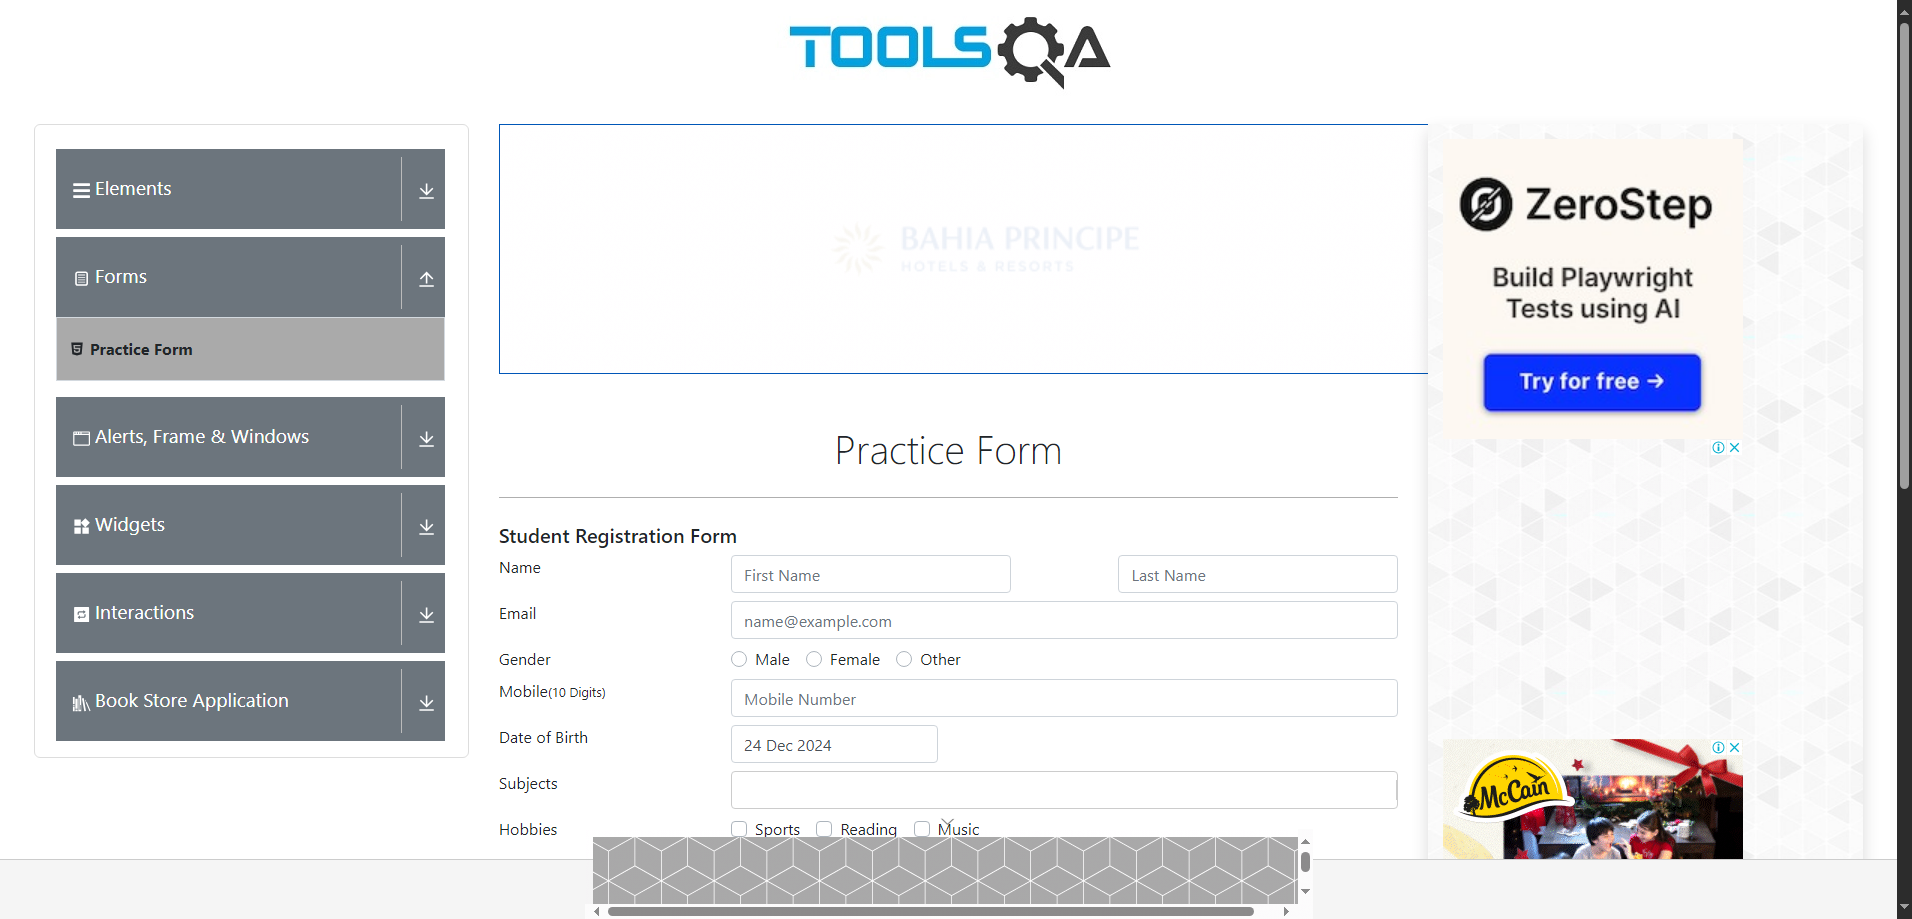 TOOLSQA
Elements
Forms
Practice Form
Alerts, Frame & Windows
Widgets
Interactions
Book Store Application
BAHIA PRINCIPE
HOTELS & RESORTS
Practice Form
Student Registration Form
Name
First Name
Last Name
Email
name@example.com
Gender
Male
Female
Other
Mobile(10 Digits)
Mobile Number
Date of Birth
24 Dec 2024
Subjects
Hobbies
Sports
Reading
Music
ZeroStep
Build Playwright
Tests using AI
Try for free →
McCain